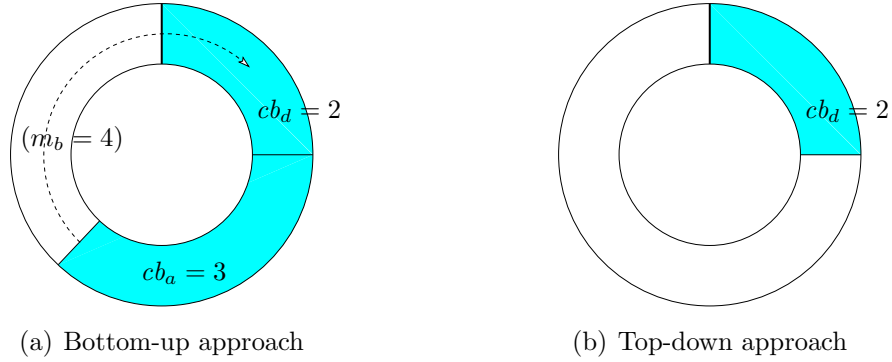 cb_d = 2
cb_d = 2
(m_b = 4)
cb_a = 3
(a) Bottom-up approach
(b) Top-down approach